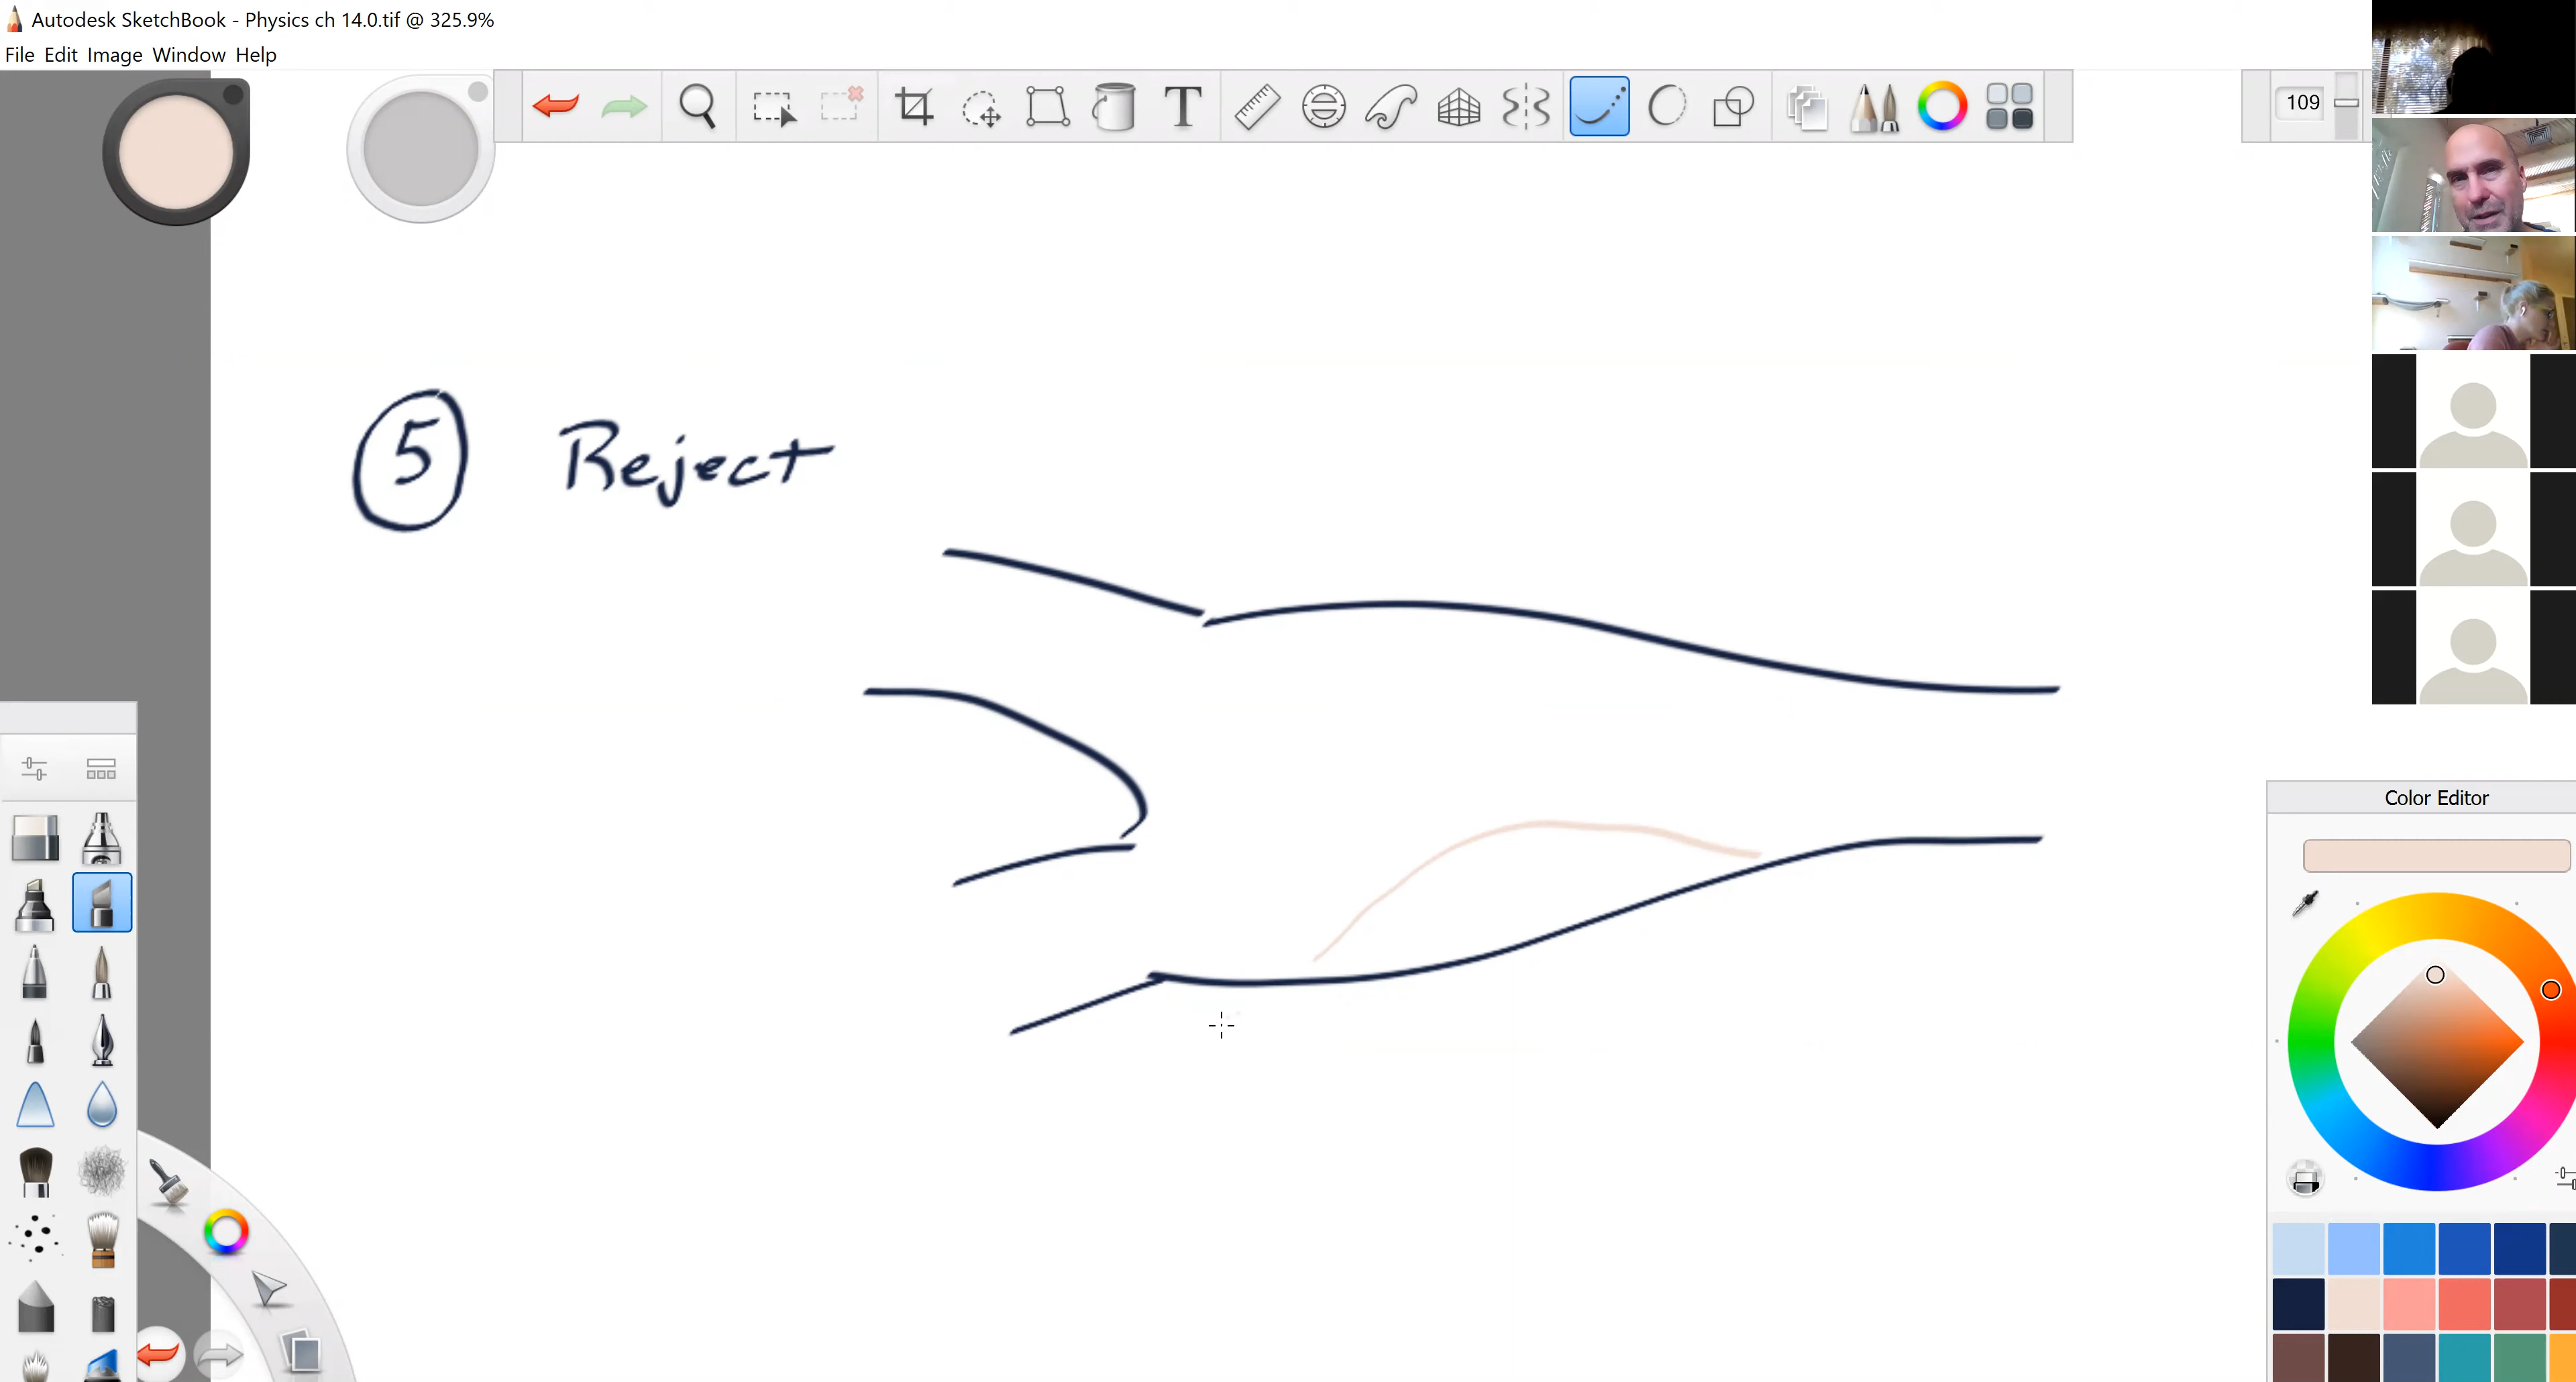 Autodesk SketchBook - Physics ch 14.0.tif @ 325.9%
File Edit Image Window Help
T
109
5 Reject
Color Editor